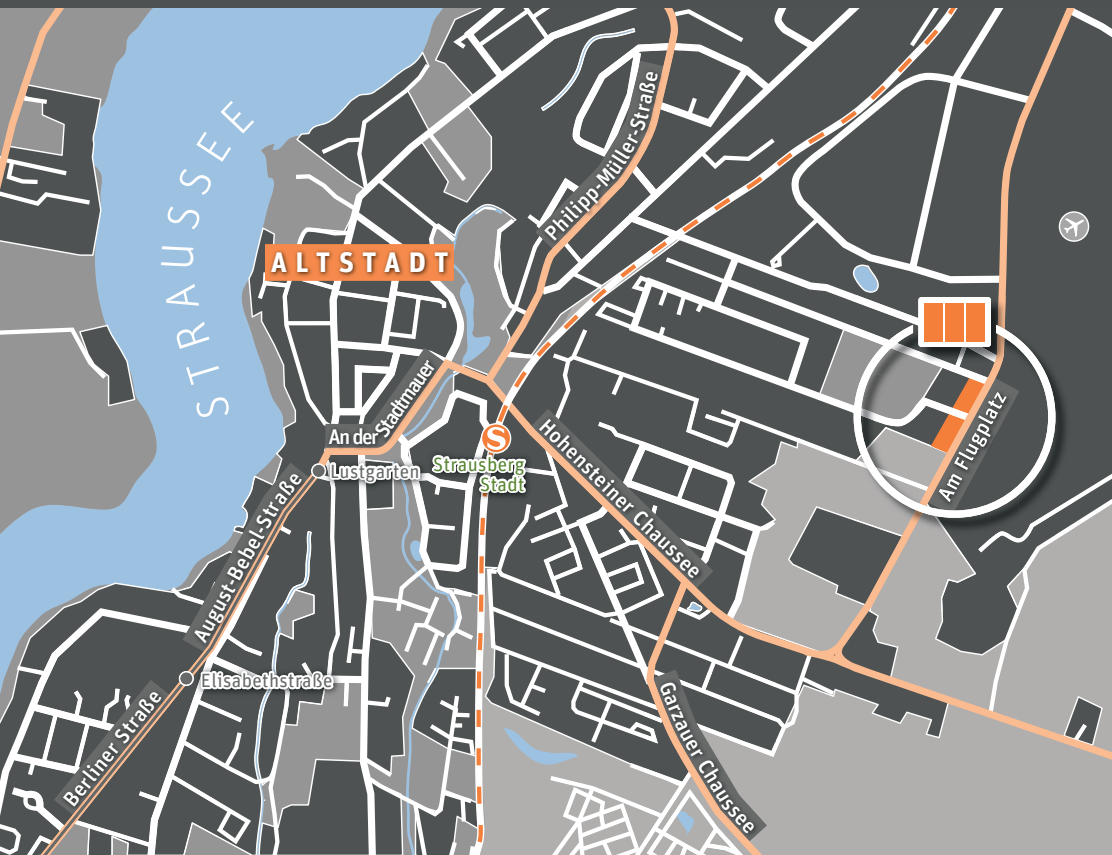 Philipp-Müller-Straße
STRAUSSEE
ALTSTADT
An der Stadtmauer
S
Strausberg
Stadt
Lustgarten
Hohensteiner Chaussee
Am Flugplatz
August-Bebel-Straße
Elisabethstraße
Berliner Straße
Garzauer Chaussee